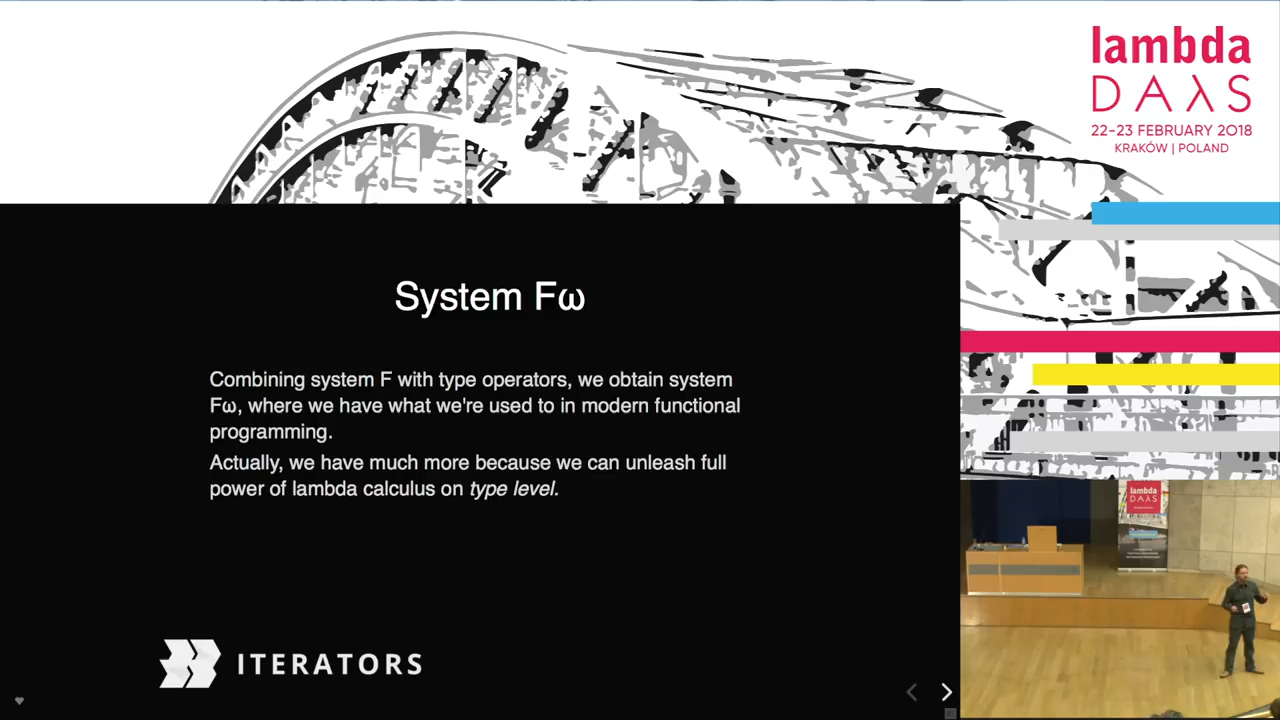 lambda
DAλS
22-23 FEBRUARY 2018
KRAKÓW | POLAND
System Fω
Combining system F with type operators, we obtain system
Fω, where we have what we're used to in modern functional
programming.
Actually, we have much more because we can unleash full
power of lambda calculus on type level.
ITERATORS
lambda
DAλS